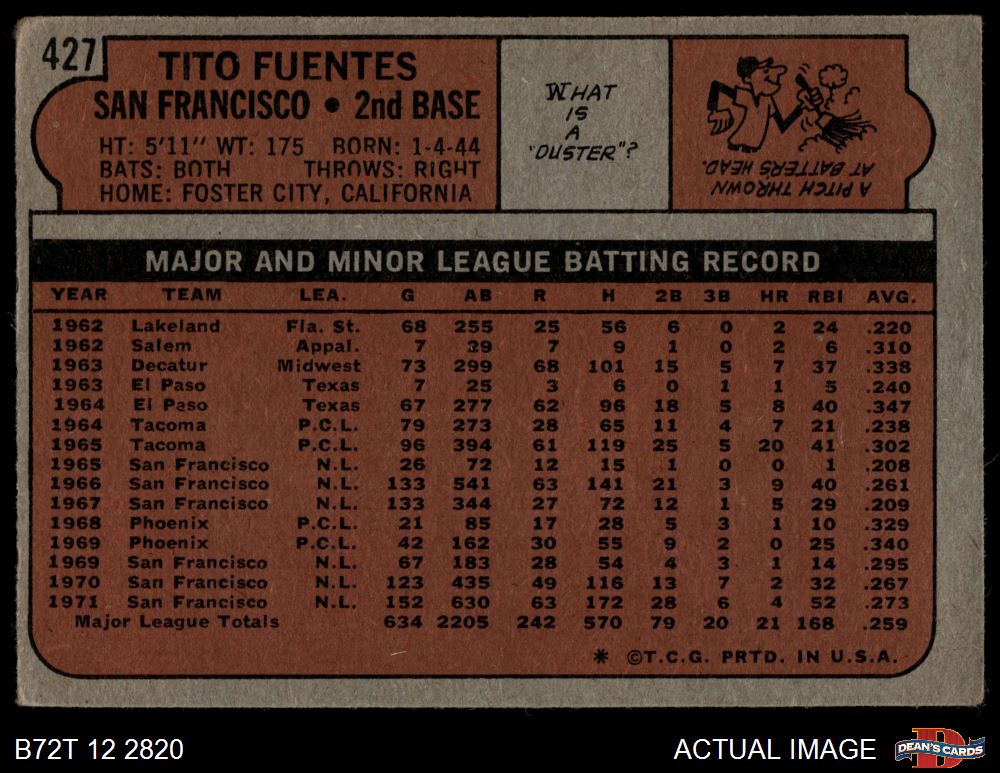 427
TITO FUENTES
SAN FRANCISCO • 2nd BASE
HT: 5'11" WT: 175 BORN: 1-4-44
BATS: BOTH THROWS: RIGHT
HOME: FOSTER CITY, CALIFORNIA
WHAT
IS
A
"DUSTER"?
A PITCH THROWN
AT BATTERS HEAD.
MAJOR AND MINOR LEAGUE BATTING RECORD
YEAR TEAM LEA. G AB R H 2B 3B HR RBI AVG.
1962 Lakeland Fla. St. 68 255 25 56 6 0 2 24 .220
1962 Salem Appal. 7 29 7 9 1 0 2 6 .310
1963 Decatur Midwest 73 299 68 101 15 5 7 37 .338
1963 El Paso Texas 7 25 3 6 0 1 1 5 .240
1964 El Paso Texas 67 277 62 96 18 5 8 40 .347
1964 Tacoma P.C.L. 79 273 28 65 11 4 7 21 .238
1965 Tacoma P.C.L. 96 394 61 119 25 5 20 41 .302
1965 San Francisco N.L. 26 72 12 15 1 0 0 1 .208
1966 San Francisco N.L. 133 541 63 141 21 3 9 40 .261
1967 San Francisco N.L. 133 344 27 72 12 1 5 29 .209
1968 Phoenix P.C.L. 21 85 17 28 5 3 1 10 .329
1969 Phoenix P.C.L. 42 162 30 55 9 2 0 25 .340
1969 San Francisco N.L. 67 183 28 54 4 3 1 14 .295
1970 San Francisco N.L. 123 435 49 116 13 7 2 32 .267
1971 San Francisco N.L. 152 630 63 172 28 6 4 52 .273
Major League Totals 634 2205 242 570 79 20 21 168 .259
* ©T.C.G. PRTD. IN U.S.A.
B72T 12 2820
ACTUAL IMAGE
D
DEAN'S CARDS